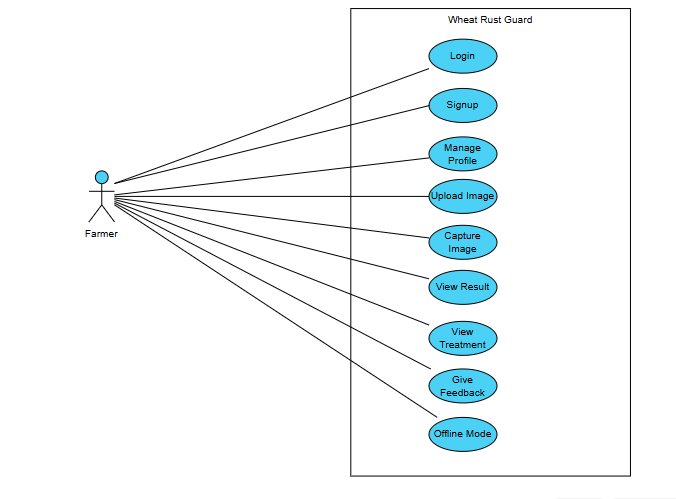 Wheat Rust Guard
Login
Signup
Manage
Profile
Upload Image
Capture
Image
View Result
View
Treatment
Give
Feedback
Offline Mode
Farmer